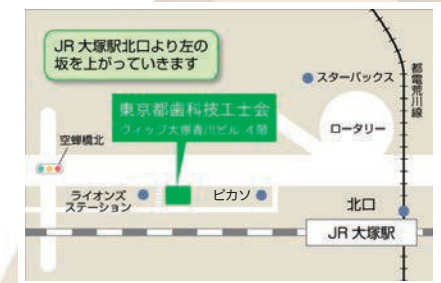 JR 大塚駅北口より左の
坂を上がっていきます
スターバックス
都電荒川線
東京都歯科技工士会
ヴィップ大塚青川ビル 4階
ロータリー
空蝉橋北
ライオンズ
ステーション
ピカソ
北口
JR 大塚駅